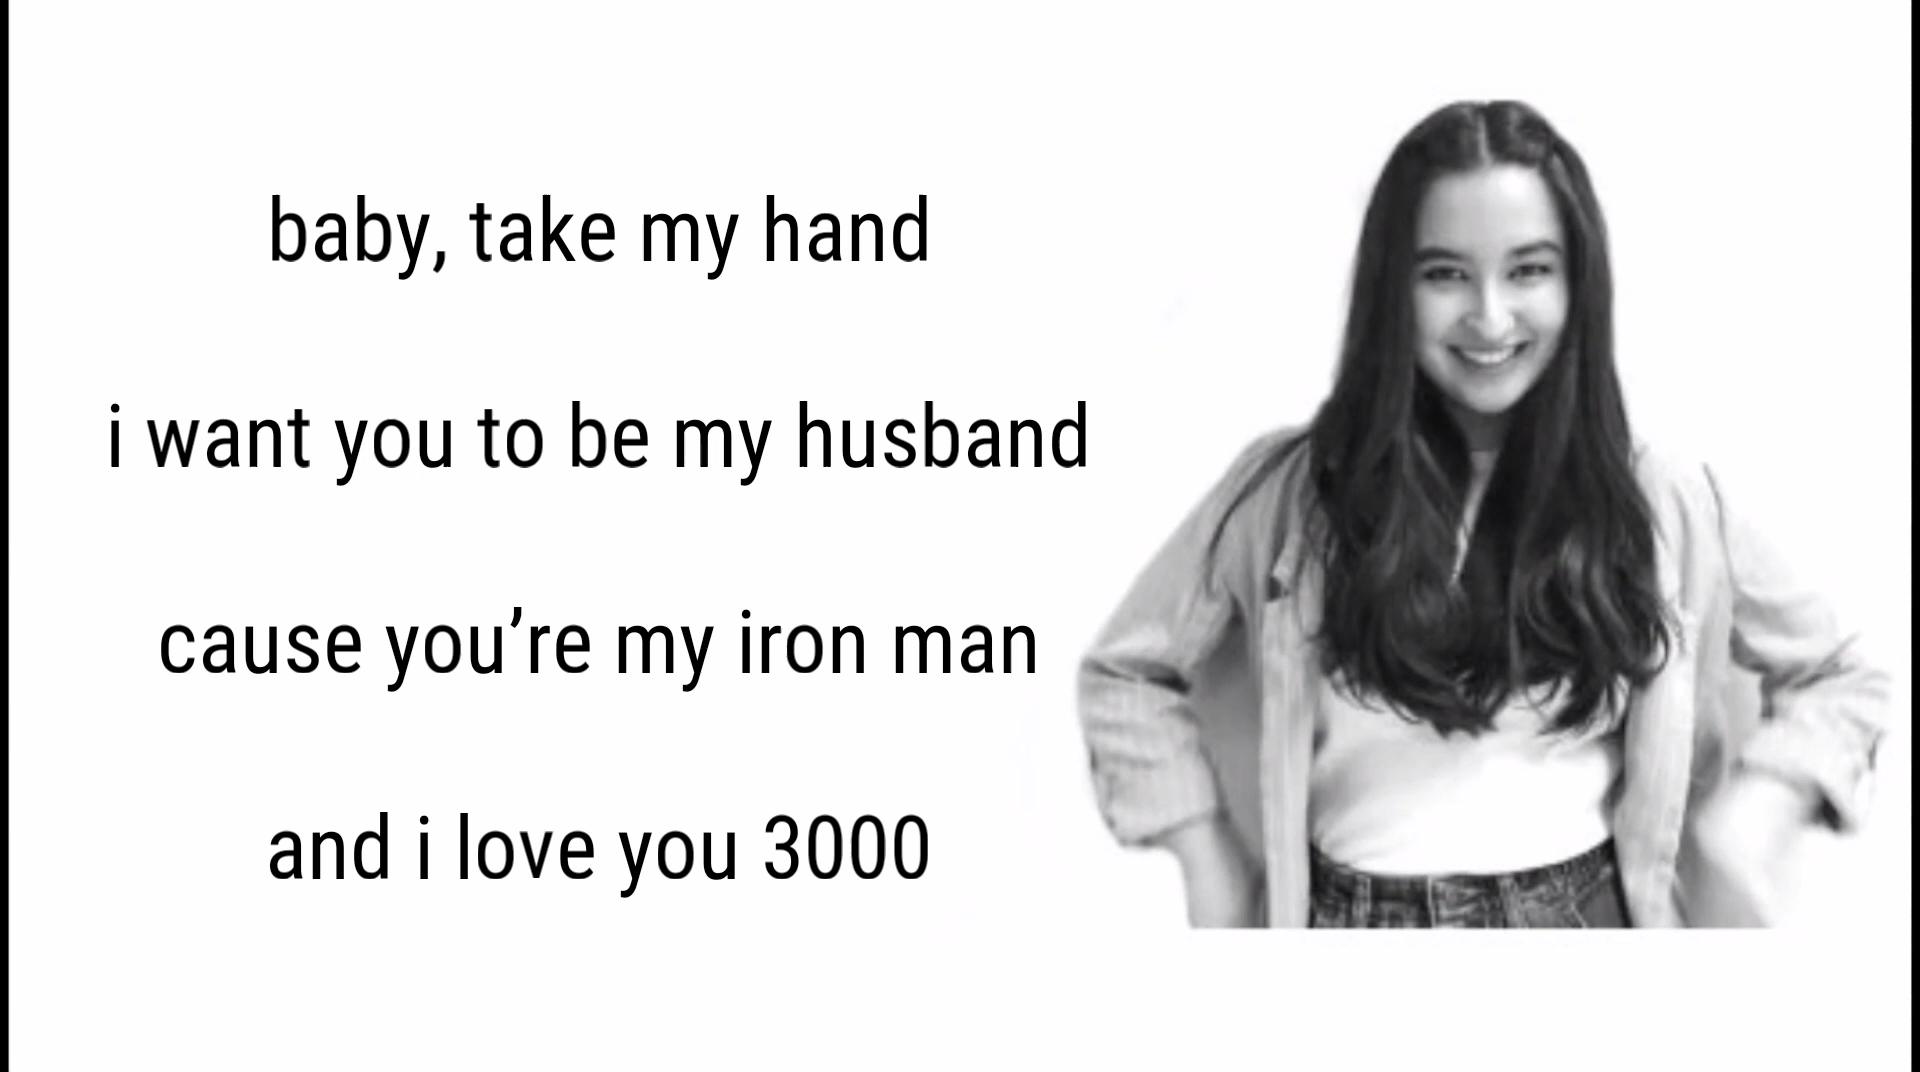 baby, take my hand
i want you to be my husband
cause you’re my iron man
and i love you 3000